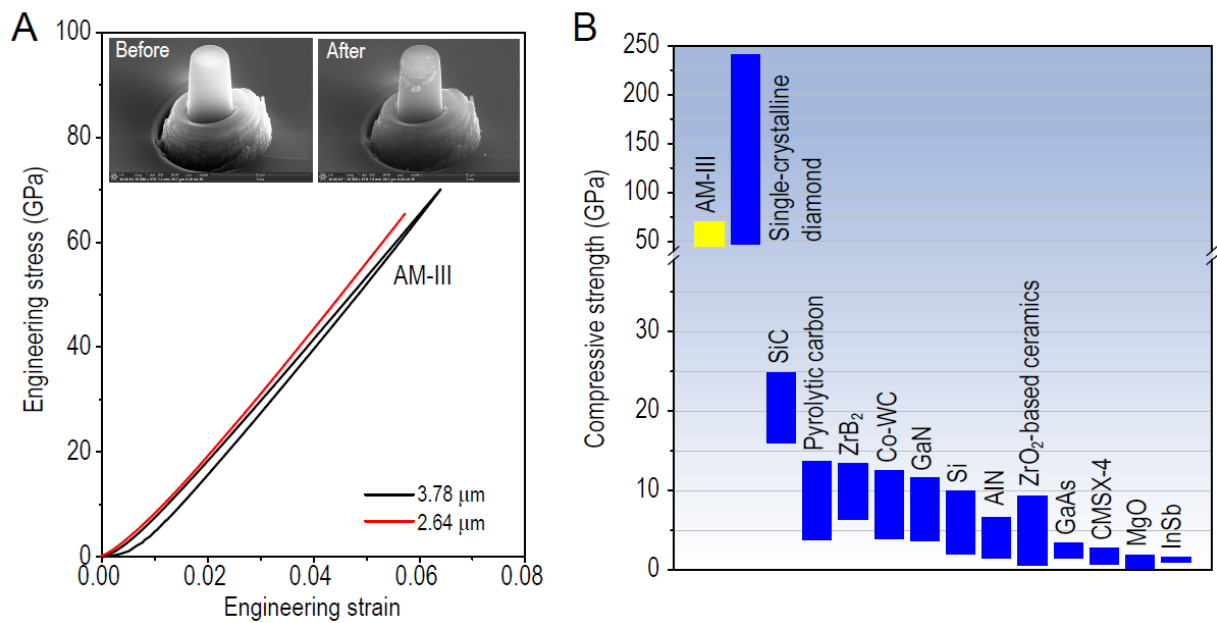 A
B
100
80
60
40
20
0
0.00
0.02
0.04
0.06
0.08
Engineering stress (GPa)
Engineering strain
Before
After
AM-III
3.78 μm
2.64 μm
250
200
150
100
50
30
20
10
0
Compressive strength (GPa)
AM-III
Single-crystalline
diamond
SiC
Pyrolytic carbon
ZrB₂
Co-WC
GaN
Si
AlN
ZrO₂-based ceramics
GaAs
CMSX-4
MgO
InSb